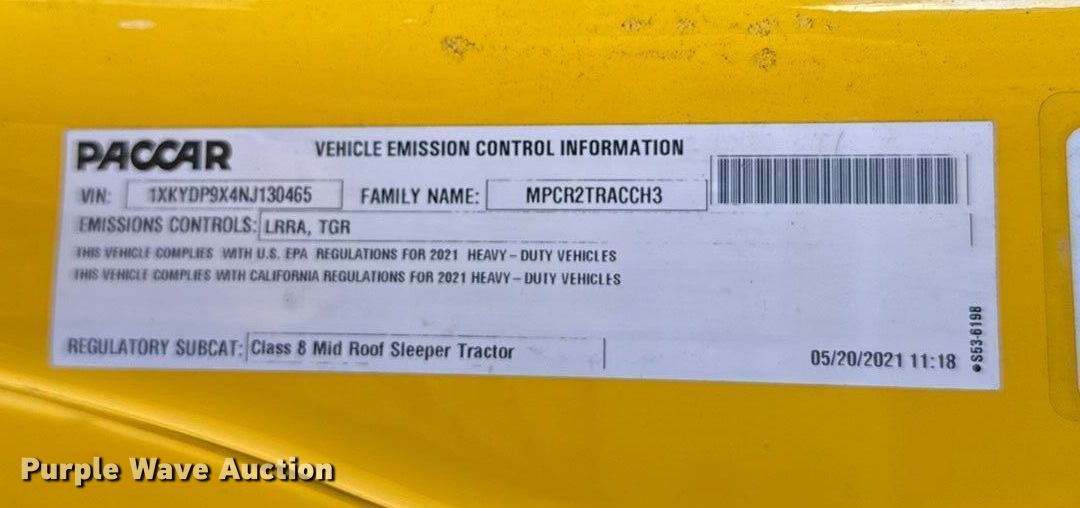 PACCAR VEHICLE EMISSION CONTROL INFORMATION
VIN: 1XKYDP9X4NJ130465 FAMILY NAME: MPCR2TRACCH3
EMISSIONS CONTROLS: LRRA, TGR
THIS VEHICLE COMPLIES WITH U.S. EPA REGULATIONS FOR 2021 HEAVY-DUTY VEHICLES
THIS VEHICLE COMPLIES WITH CALIFORNIA REGULATIONS FOR 2021 HEAVY-DUTY VEHICLES
REGULATORY SUBCAT: Class 8 Mid Roof Sleeper Tractor
05/20/2021 11:18
•S53-6198
Purple Wave Auction